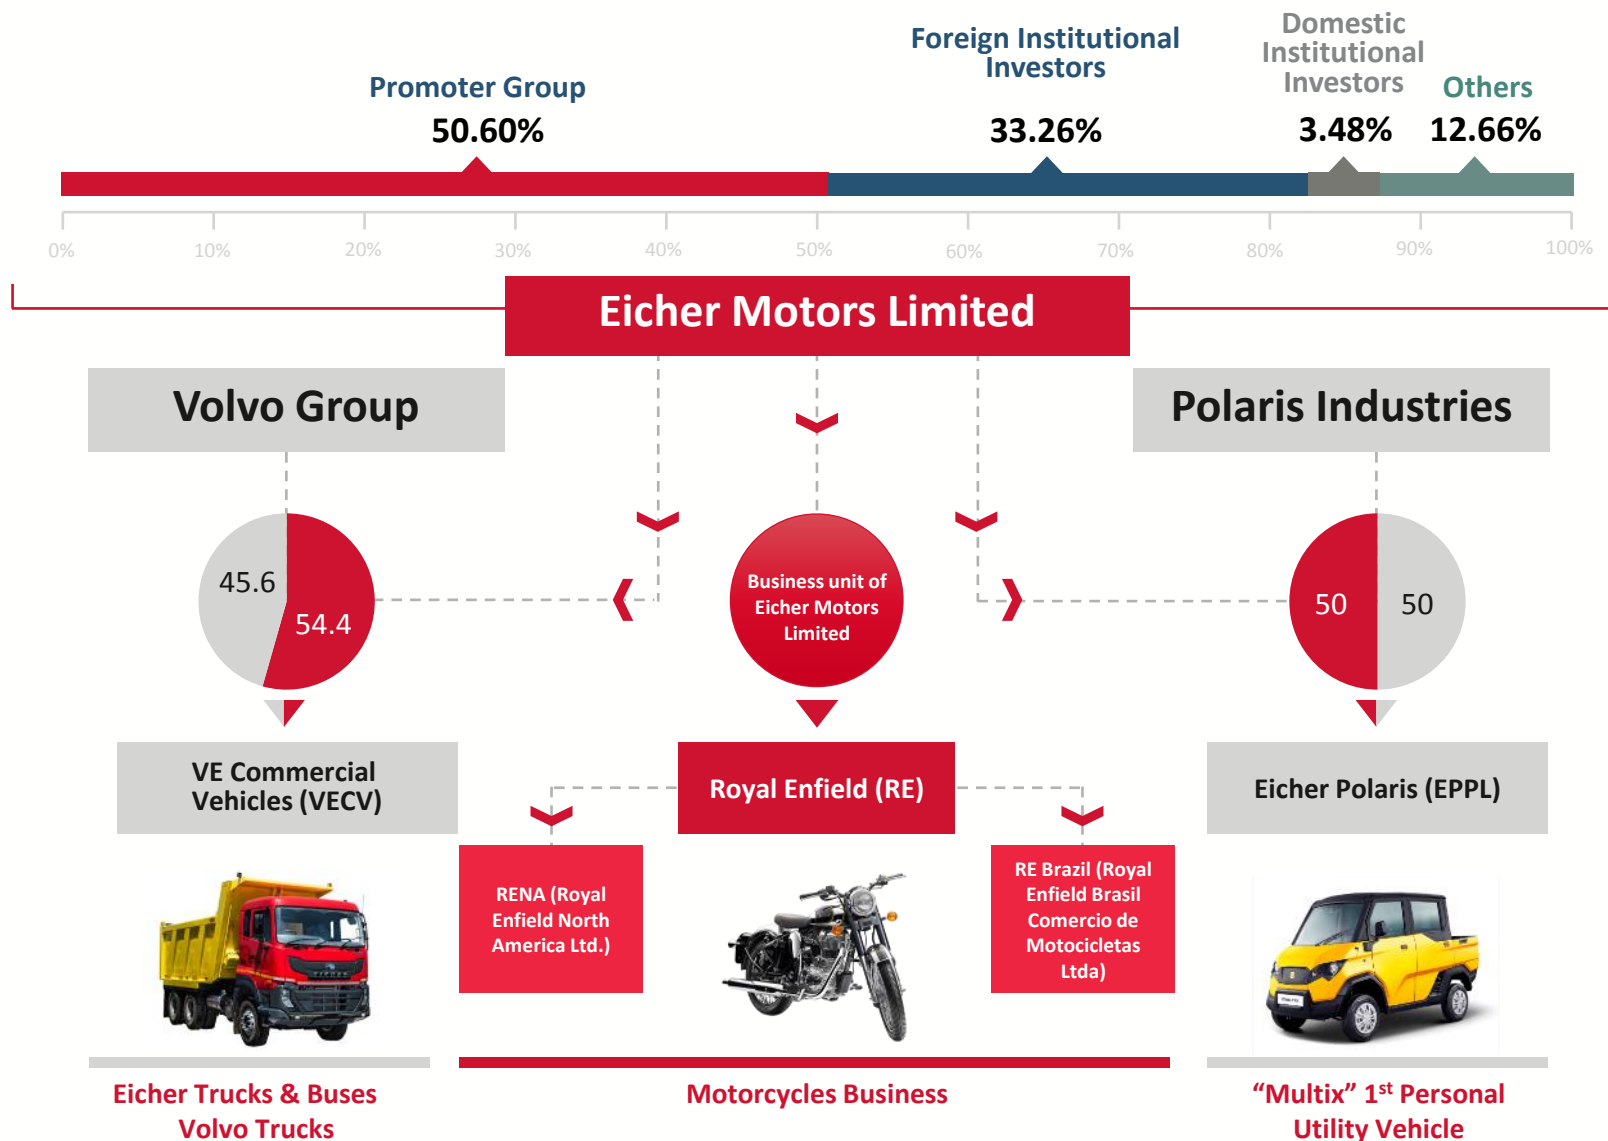 Foreign Institutional
Investors
Domestic
Institutional
Investors
Promoter Group
Others
50.60%
33.26%
3.48%
12.66%
0%
10%
20%
30%
40%
50%
60%
70%
80%
90%
100%
Eicher Motors Limited
Volvo Group
Polaris Industries
45.6
54.4
Business unit of
Eicher Motors
Limited
50
50
VE Commercial
Vehicles (VECV)
Royal Enfield (RE)
Eicher Polaris (EPPL)
RENA (Royal
Enfield North
America Ltd.)
RE Brazil (Royal
Enfield Brasil
Comercio de
Motocicletas
Ltda)
EICHER
Eicher Trucks & Buses
Volvo Trucks
Motorcycles Business
“Multix” 1st Personal
Utility Vehicle